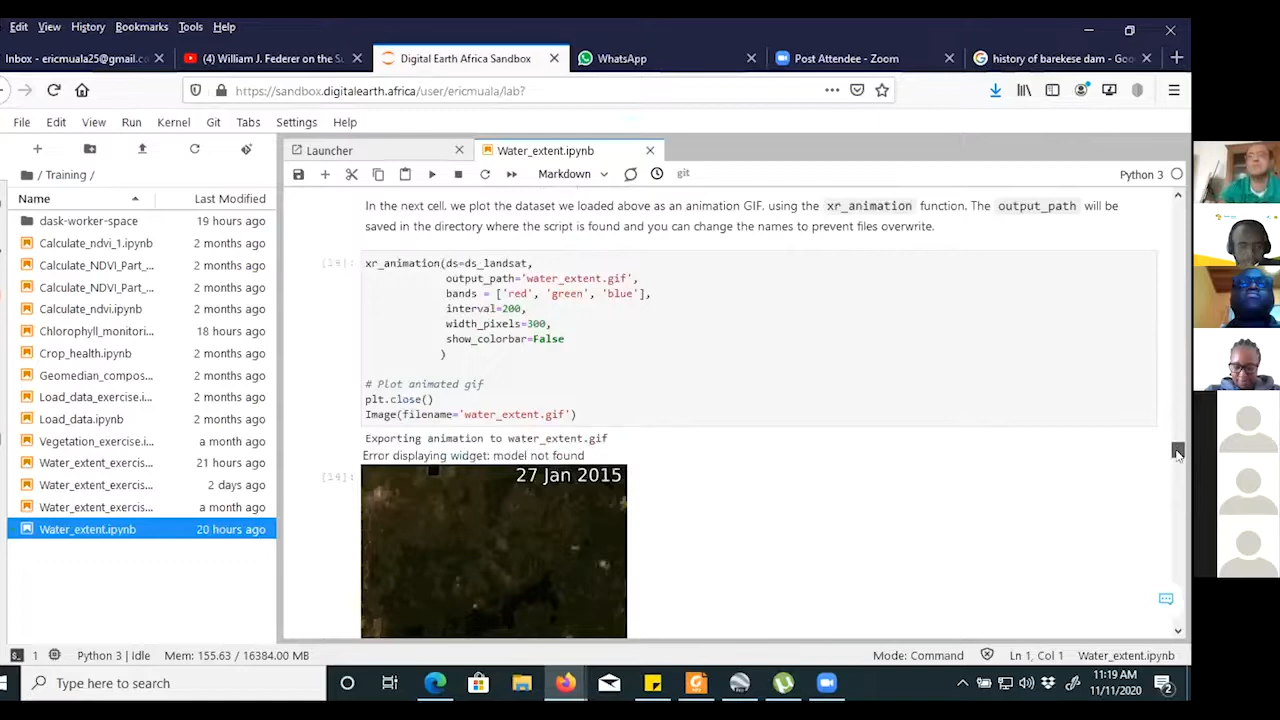 Edit View History Bookmarks Tools Help
Inbox - ericmuala25@gmail.cc
(4) William J. Federer on the Su
Digital Earth Africa Sandbox
WhatsApp
Post Attendee - Zoom
history of barekese dam - Goo
https://sandbox.digitalearth.africa/user/ericmuala/lab?
File Edit View Run Kernel Git Tabs Settings Help
Launcher
Water_extent.ipynb
Markdown
git
Python 3
/ Training /
Name
Last Modified
dask-worker-space 19 hours ago
Calculate_ndvi_1.ipynb 2 months ago
Calculate_NDVI_Part_... 2 months ago
Calculate_NDVI_Part_... 2 months ago
Calculate_ndvi.ipynb 2 months ago
Chlorophyll_monitori... 18 hours ago
Crop_health.ipynb 2 months ago
Geomedian_compos... 2 months ago
Load_data_exercise.i... 2 months ago
Load_data.ipynb 2 months ago
Vegetation_exercise.i... a month ago
Water_extent_exercis... 21 hours ago
Water_extent_exercis... 2 days ago
Water_extent_exercis... a month ago
Water_extent.ipynb 20 hours ago
In the next cell, we plot the dataset we loaded above as an animation GIF, using the xr_animation function. The output_path will be
saved in the directory where the script is found and you can change the names to prevent files overwrite.
xr_animation(ds=ds_landsat,
output_path='water_extent.gif',
bands = ['red', 'green', 'blue'],
interval=200,
width_pixels=300,
show_colorbar=False
)
# Plot animated gif
plt.close()
Image(filename='water_extent.gif')
Exporting animation to water_extent.gif
Error displaying widget: model not found
27 Jan 2015
1 Python 3 | Idle Mem: 155.63 / 16384.00 MB
Mode: Command
Ln 1, Col 1 Water_extent.ipynb
Type here to search
11:19 AM
11/11/2020
2